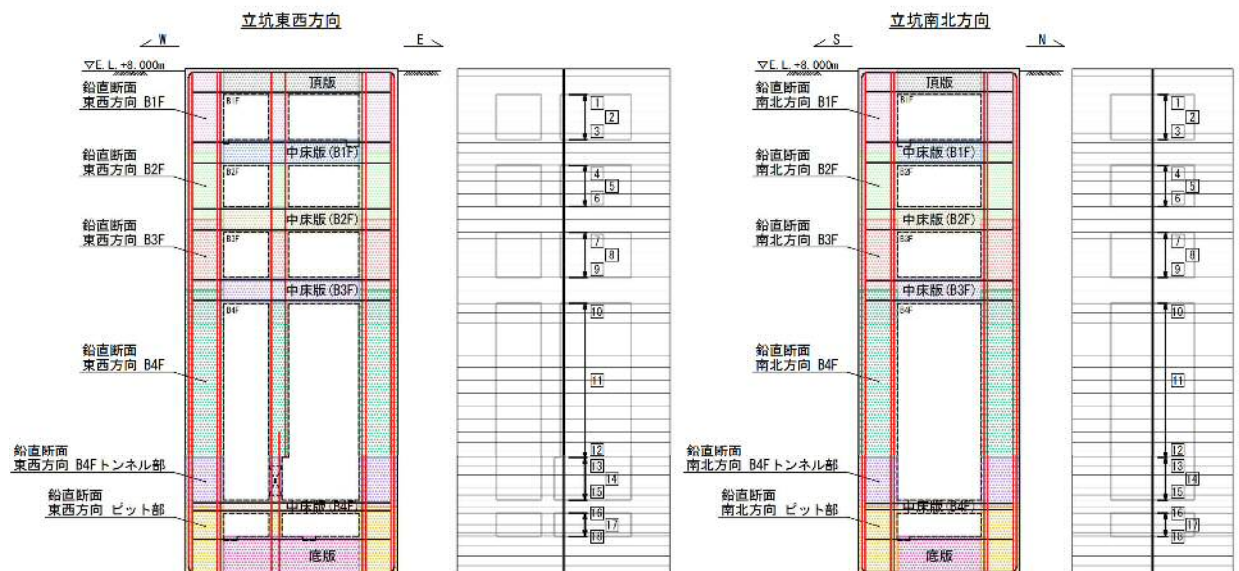 立坑東西方向
W
E
▽E.L.+8.000m
頂版
鉛直断面
東西方向 B1F
B1F
中床版(B1F)
鉛直断面
東西方向 B2F
B2F
中床版(B2F)
鉛直断面
東西方向 B3F
B3F
中床版(B3F)
B4F
鉛直断面
東西方向 B4F
鉛直断面
東西方向 B4Fトンネル部
鉛直断面
東西方向 ピット部
中床版(B4F)
底版
1
2
3
4
5
6
7
8
9
10
11
12
13
14
15
16
17
18
立坑南北方向
S
N
▽E.L.+8.000m
頂版
鉛直断面
南北方向 B1F
B1F
中床版(B1F)
鉛直断面
南北方向 B2F
B2F
中床版(B2F)
鉛直断面
南北方向 B3F
B3F
中床版(B3F)
B4F
鉛直断面
南北方向 B4F
鉛直断面
南北方向 B4Fトンネル部
鉛直断面
南北方向 ピット部
中床版(B4F)
底版
1
2
3
4
5
6
7
8
9
10
11
12
13
14
15
16
17
18